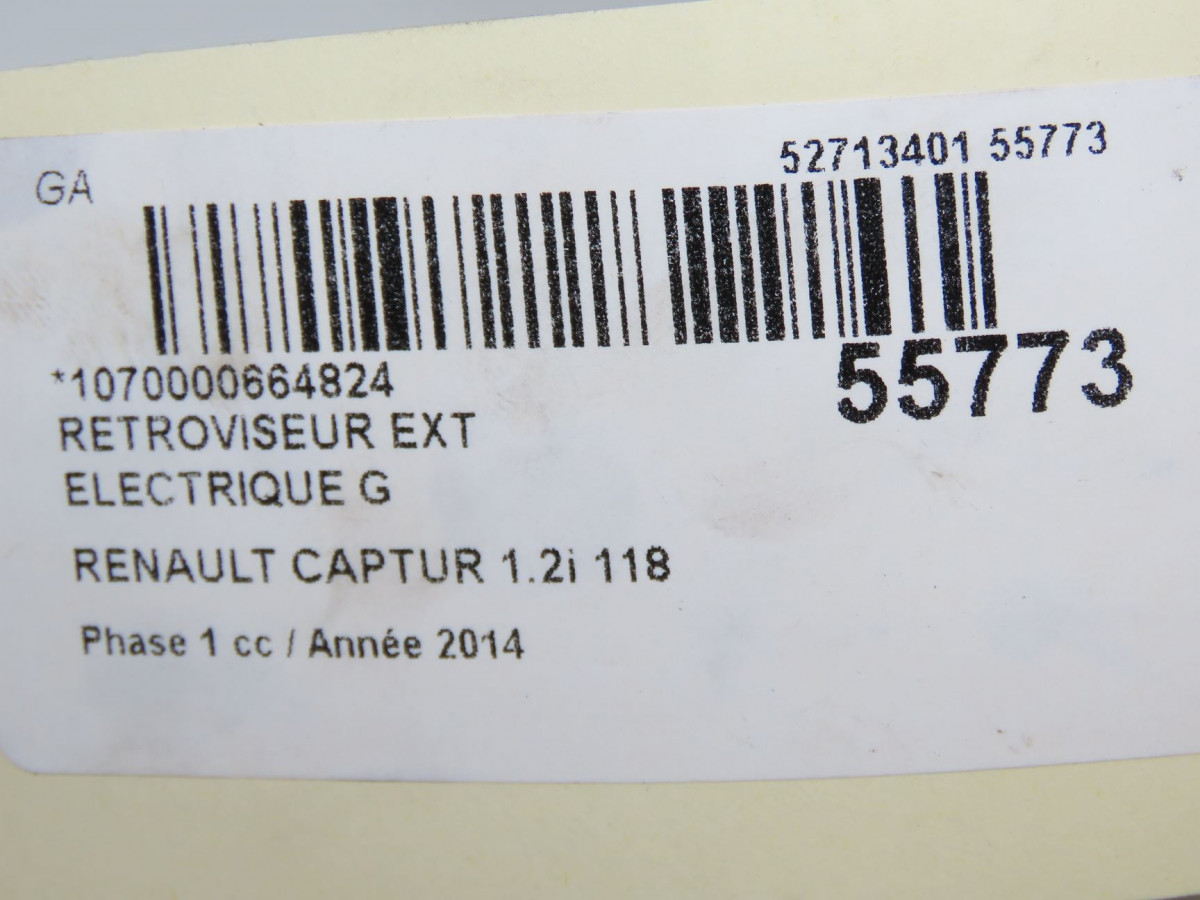 52713401 55773
GA
*1070000664824
55773
RETROVISEUR EXT
ELECTRIQUE G
RENAULT CAPTUR 1.2i 118
Phase 1 cc / Année 2014